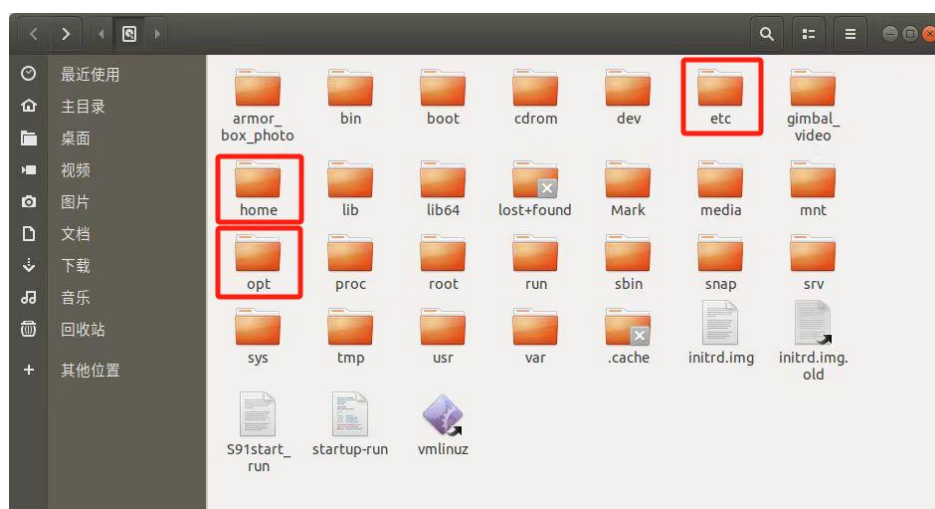 最近使用
主目录
桌面
视频
图片
文档
下载
音乐
回收站
其他位置
armor_
box_photo
bin
boot
cdrom
dev
etc
gimbal_
video
home
lib
lib64
lost+found
Mark
media
mnt
opt
proc
root
run
sbin
snap
srv
sys
tmp
usr
var
.cache
initrd.img
initrd.img.
old
S91start_
run
startup-run
vmlinuz